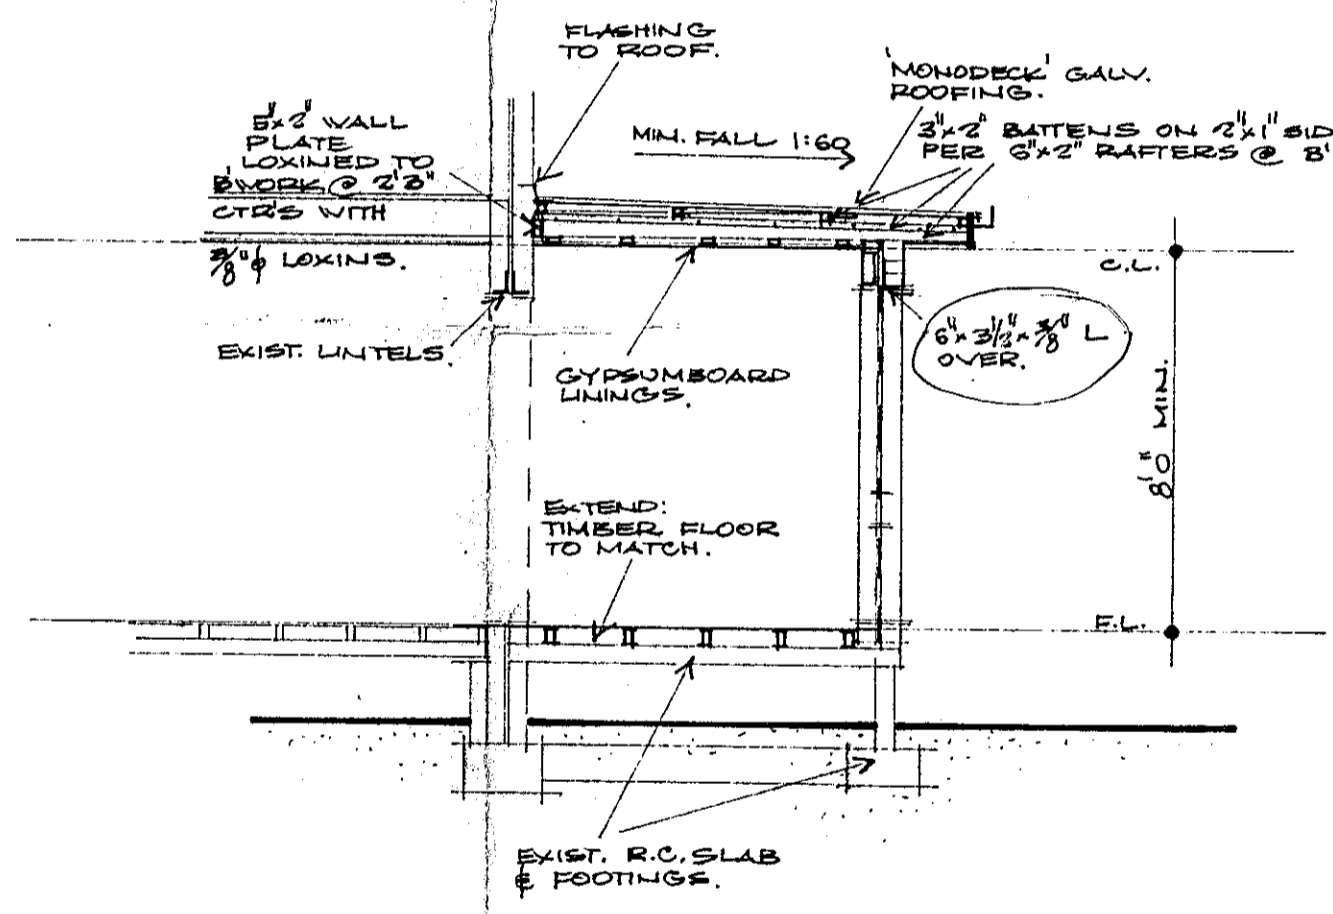 FLASHING
TO ROOF.
'MONODECK' GALV.
ROOFING.
5"x2" WALL
PLATE
LOXINED TO
B'WORK @ 2'8"
CTR'S WITH
3/8"ϕ LOXINS.
MIN. FALL 1:60
3"x2" BATTENS ON 2"x1" SID
PER 6"x2" RAFTERS @ B'
C.L.
EXIST. LINTELS.
GYPSUMBOARD
LININGS.
6"x3½"x3/8" L
OVER.
8'0" MIN.
EXTEND:
TIMBER FLOOR
TO MATCH.
F.L.
EXIST. R.C. SLAB
& FOOTINGS.